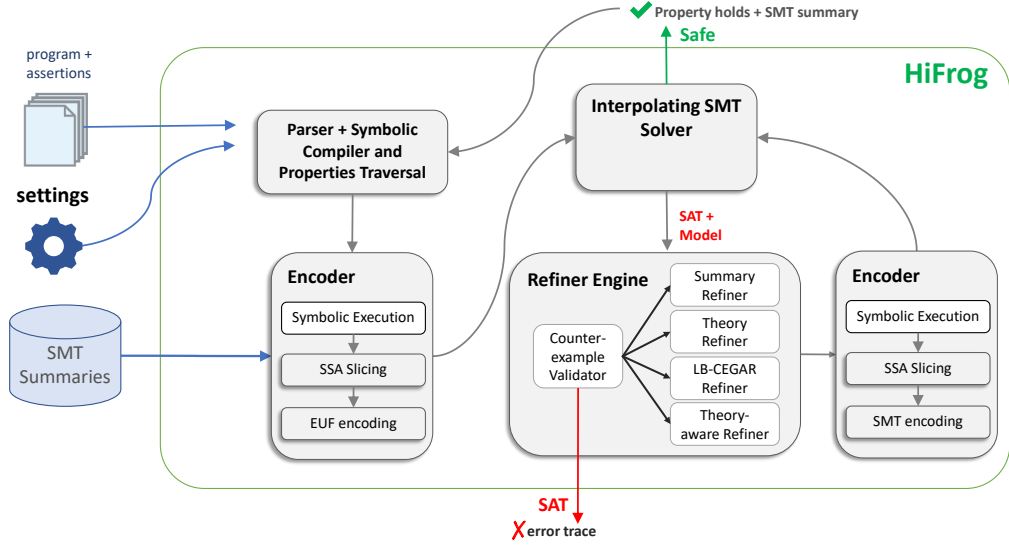 Property holds + SMT summary
Safe
HiFrog
program +
assertions
settings
SMT
Summaries
Parser + Symbolic
Compiler and
Properties Traversal
Interpolating SMT
Solver
SAT +
Model
Encoder
Symbolic Execution
SSA Slicing
EUF encoding
Refiner Engine
Counter-
example
Validator
Summary
Refiner
Theory
Refiner
LB-CEGAR
Refiner
Theory-
aware Refiner
Encoder
Symbolic Execution
SSA Slicing
SMT encoding
SAT
error trace